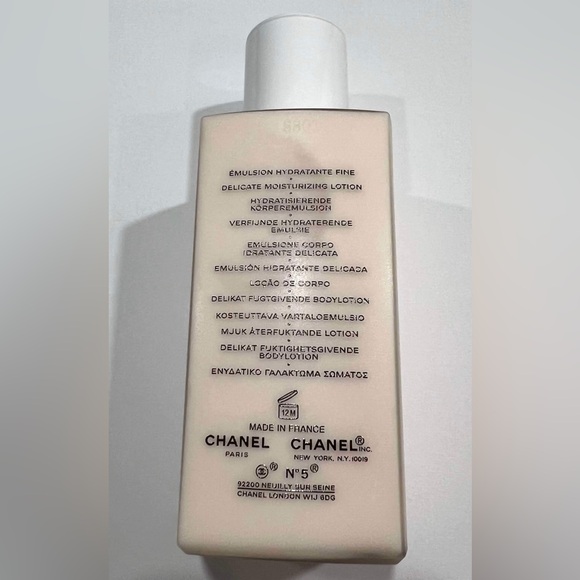 ÉMULSION HYDRATANTE FINE
DELICATE MOISTURIZING LOTION
HYDRATISIERENDE
KÖRPEREMULSION
VERFIJNDE HYDRATERENDE
EMULSIE
EMULSIONE CORPO
IDRATANTE DELICATA
EMULSIÓN HIDRATANTE DELICADA
LOÇÃO DE CORPO
DELIKAT FUGTGIVENDE BODYLOTION
KOSTEUTTAVA VARTALOEMULSIO
MJUK ÅTERFUKTANDE LOTION
DELIKAT FUKTIGHETSGIVENDE
BODYLOTION
ΕΝΥΔΑΤΙΚΟ ΓΑΛΑΚΤΩΜΑ ΣΩΜΑΤΟΣ
12M
MADE IN FRANCE
CHANEL CHANEL® INC.
PARIS NEW YORK, N.Y. 10019
® N°5®
92200 NEUILLY SUR SEINE
CHANEL LONDON W1J 6DG